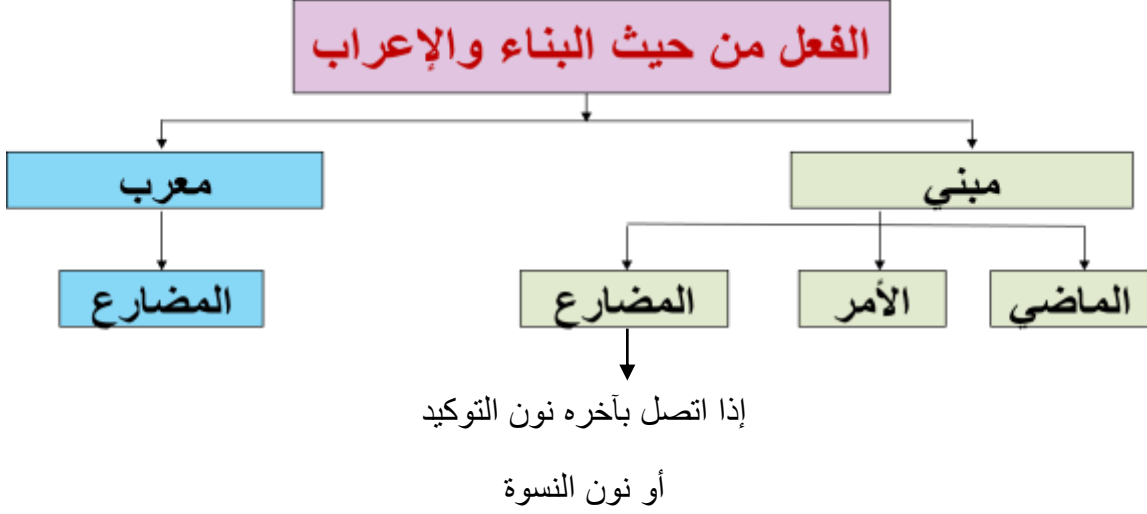 الفعل من حيث البناء والإعراب
مبني
معرب
الماضي
الأمر
المضارع
المضارع
إذا اتصل بآخره نون التوكيد
أو نون النسوة